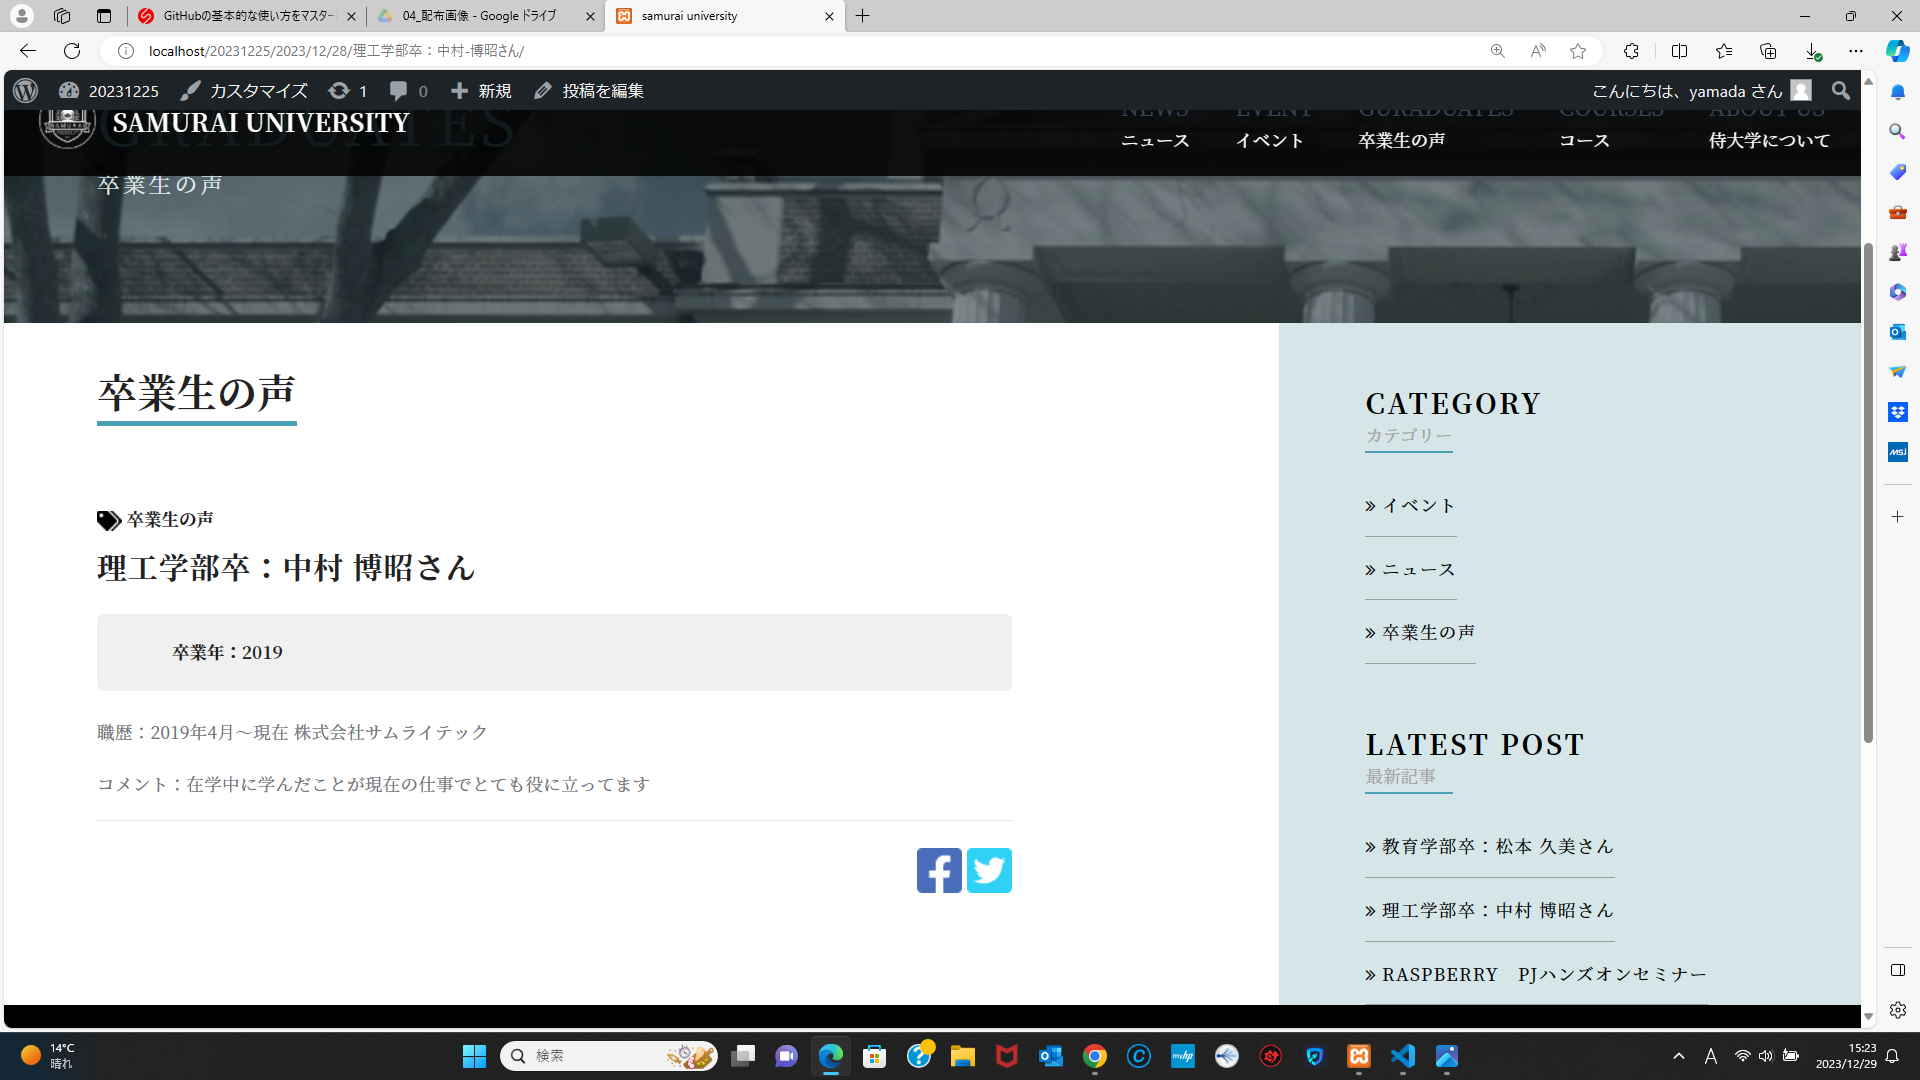 GitHubの基本的な使い方をマスター
04_配布画像 - Google ドライブ
samurai university
localhost/20231225/2023/12/28/理工学部卒：中村-博昭さん/
20231225
カスタマイズ
1
0
新規
投稿を編集
こんにちは、yamada さん
SAMURAI UNIVERSITY
GRADUATES
NEWS
EVENT
GURADUATES
COURSES
ABOUT US
ニュース
イベント
卒業生の声
コース
侍大学について
卒業生の声
卒業生の声
卒業生の声
理工学部卒：中村 博昭さん
卒業年：2019
職歴：2019年4月～現在 株式会社サムライテック
コメント：在学中に学んだことが現在の仕事でとても役に立ってます
CATEGORY
カテゴリー
» イベント
» ニュース
» 卒業生の声
LATEST POST
最新記事
» 教育学部卒：松本 久美さん
» 理工学部卒：中村 博昭さん
» RASPBERRY　PJハンズオンセミナー
MSJ
14°C
晴れ
検索
myhp
A
15:23
2023/12/29